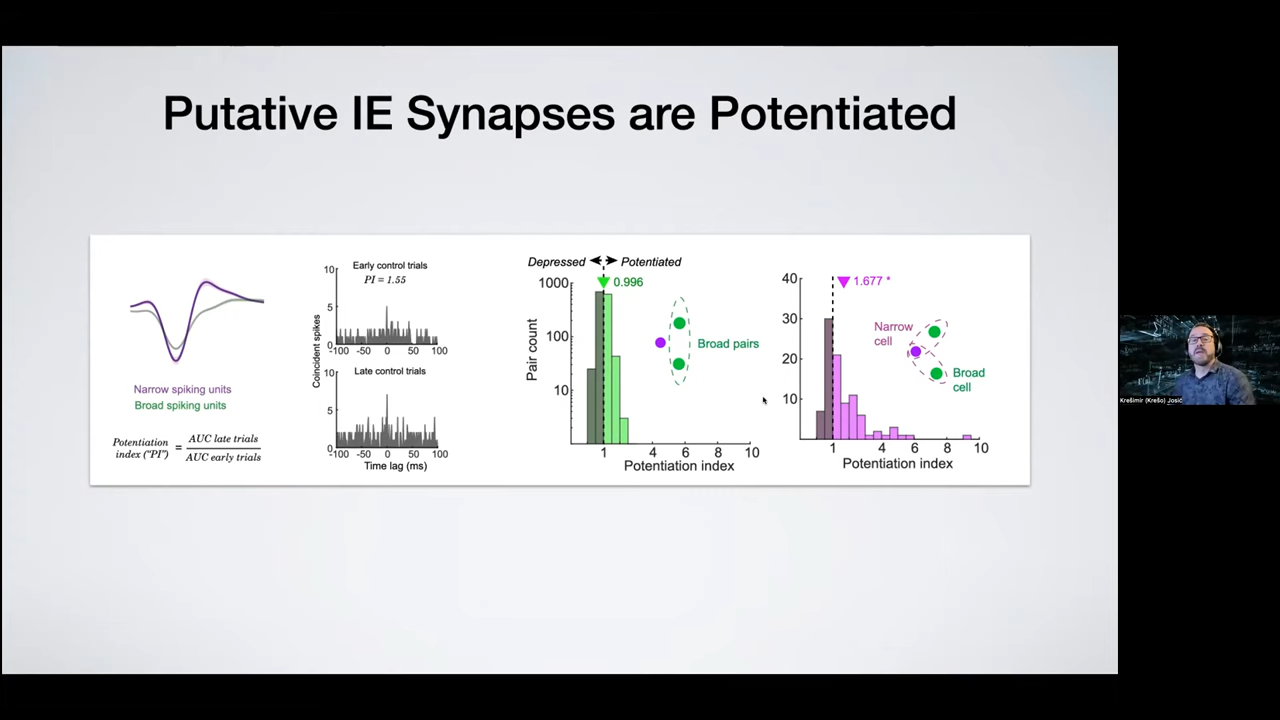 Putative IE Synapses are Potentiated
Narrow spiking units
Broad spiking units
Potentiation index ("PI") = AUC late trials / AUC early trials
Early control trials
PI = 1.55
10
5
0
-100 -50 0 50 100
Coincident spikes
Late control trials
10
5
0
-100 -50 0 50 100
Time lag (ms)
Depressed Potentiated
0.996
1000
100
10
Pair count
Broad pairs
1 4 6 8 10
Potentiation index
1.677 *
40
30
20
10
Narrow
cell
Broad
cell
1 4 6 8 10
Potentiation index
Krešimir (Krešo) Josić